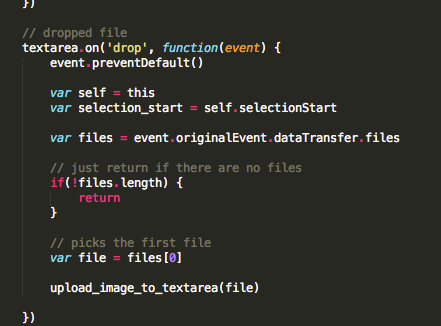 })
// dropped file
textarea.on('drop', function(event) {
event.preventDefault()
var self = this
var selection_start = self.selectionStart
var files = event.originalEvent.dataTransfer.files
// just return if there are no files
if(!files.length) {
return
}
// picks the first file
var file = files[0]
upload_image_to_textarea(file)
})